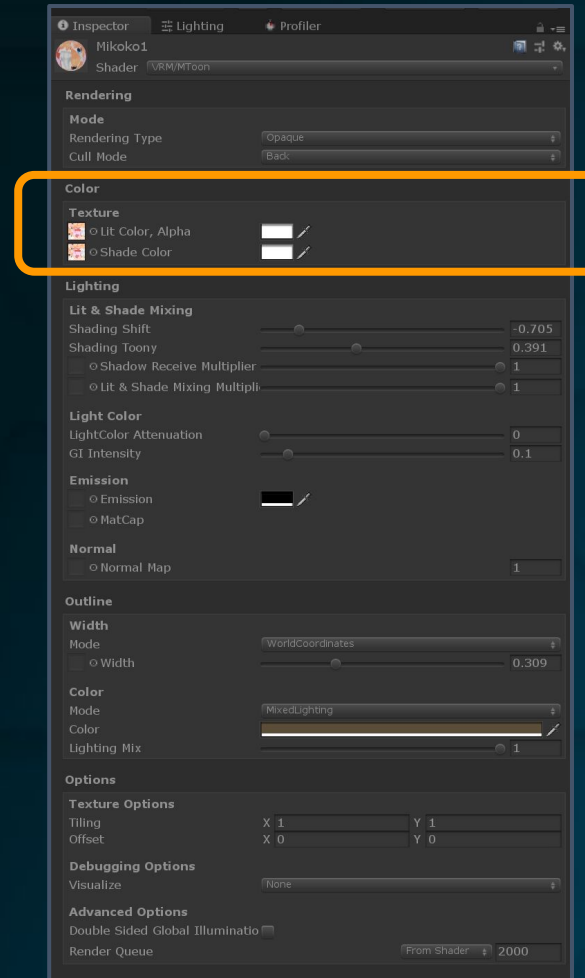 Inspector Lighting Profiler
Mikoko1
Shader VRM/MToon
Rendering
Mode
Rendering Type Opaque
Cull Mode Back
Color
Texture
Lit Color, Alpha
Shade Color
Lighting
Lit & Shade Mixing
Shading Shift -0.705
Shading Toony 0.391
Shadow Receive Multiplier 1
Lit & Shade Mixing Multipli 1
Light Color
LightColor Attenuation 0
GI Intensity 0.1
Emission
Emission
MatCap
Normal
Normal Map 1
Outline
Width
Mode WorldCoordinates
Width 0.309
Color
Mode MixedLighting
Color
Lighting Mix 1
Options
Texture Options
Tiling X 1 Y 1
Offset X 0 Y 0
Debugging Options
Visualize None
Advanced Options
Double Sided Global Illuminatio
Render Queue From Shader 2000